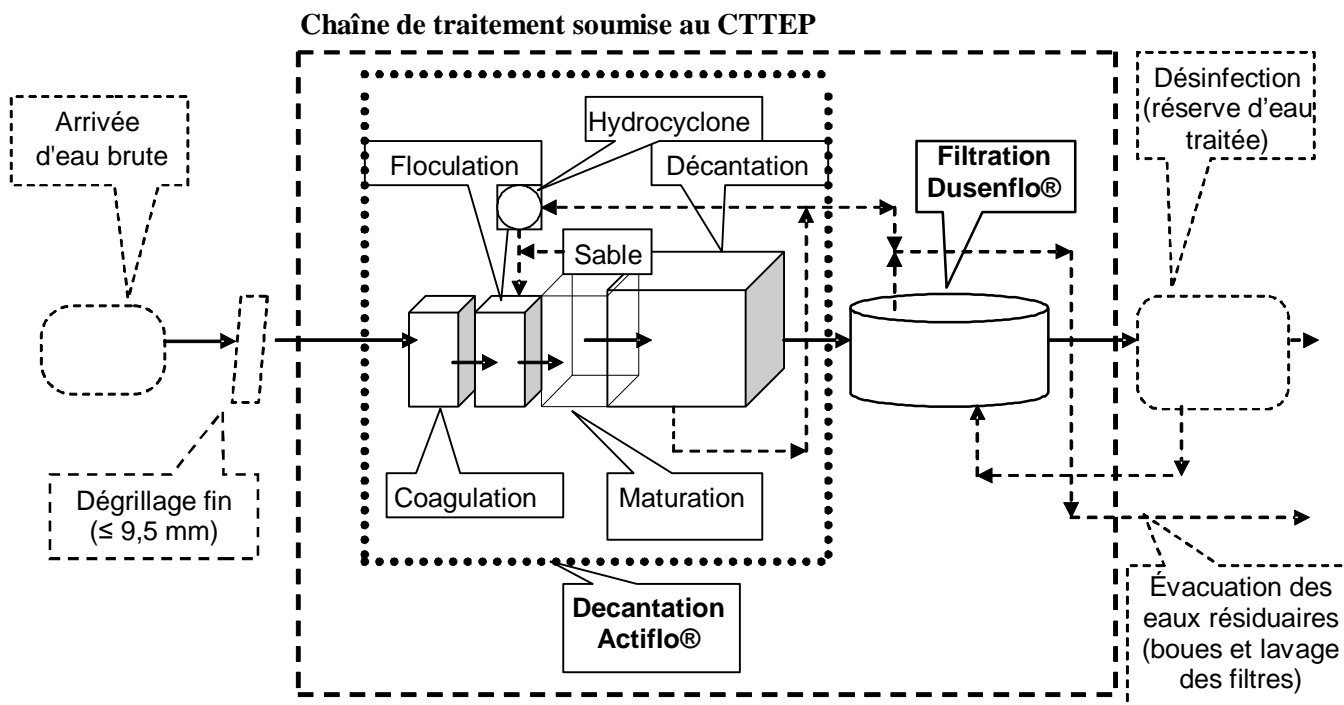 Chaîne de traitement soumise au CTTEP
Arrivée
d'eau brute
Hydrocyclone
Floculation
Décantation
Filtration
Dusenflo®
Désinfection
(réserve d'eau
traitée)
Sable
Dégrillage fin
(≤ 9,5 mm)
Coagulation
Maturation
Decantation
Actiflo®
Évacuation des
eaux résiduaires
(boues et lavage
des filtres)